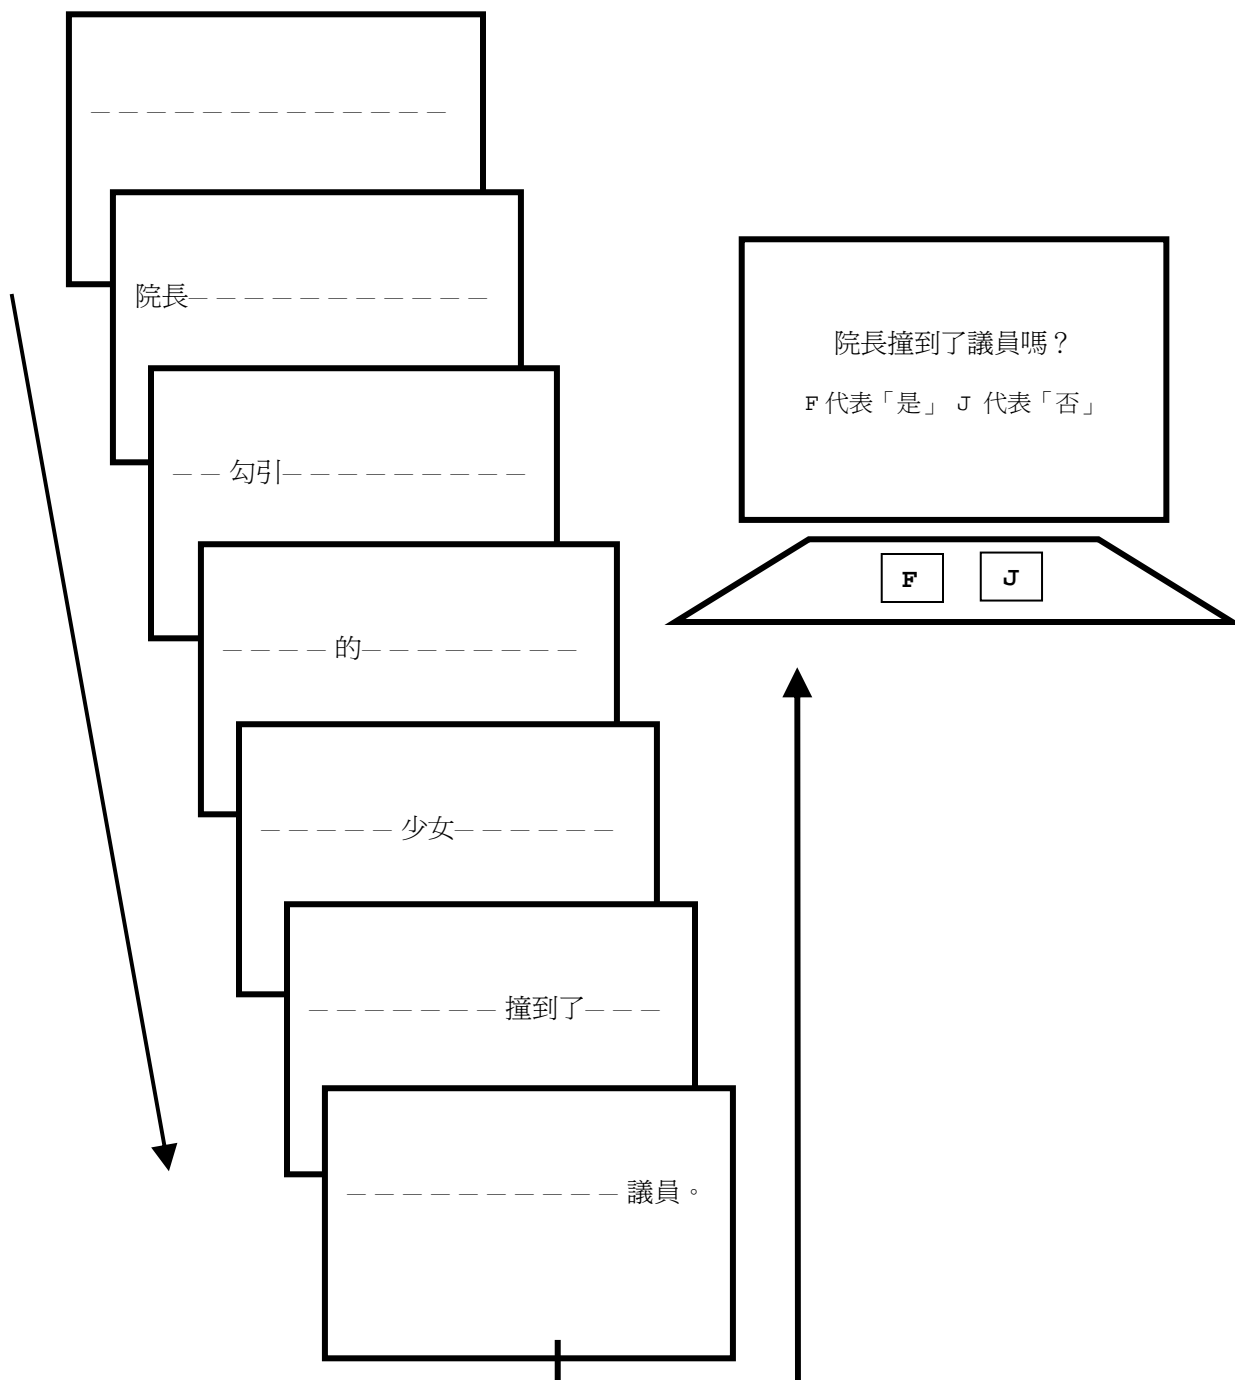 — — — — — — — — — — — — —
院長— — — — — — — — — — —
— — 勾引— — — — — — — — —
— — — — 的— — — — — — — —
— — — — — 少女— — — — — —
— — — — — — — 撞到了— — —
— — — — — — — — — — 議員。
院長撞到了議員嗎？
F 代表「是」 J 代表「否」
F
J